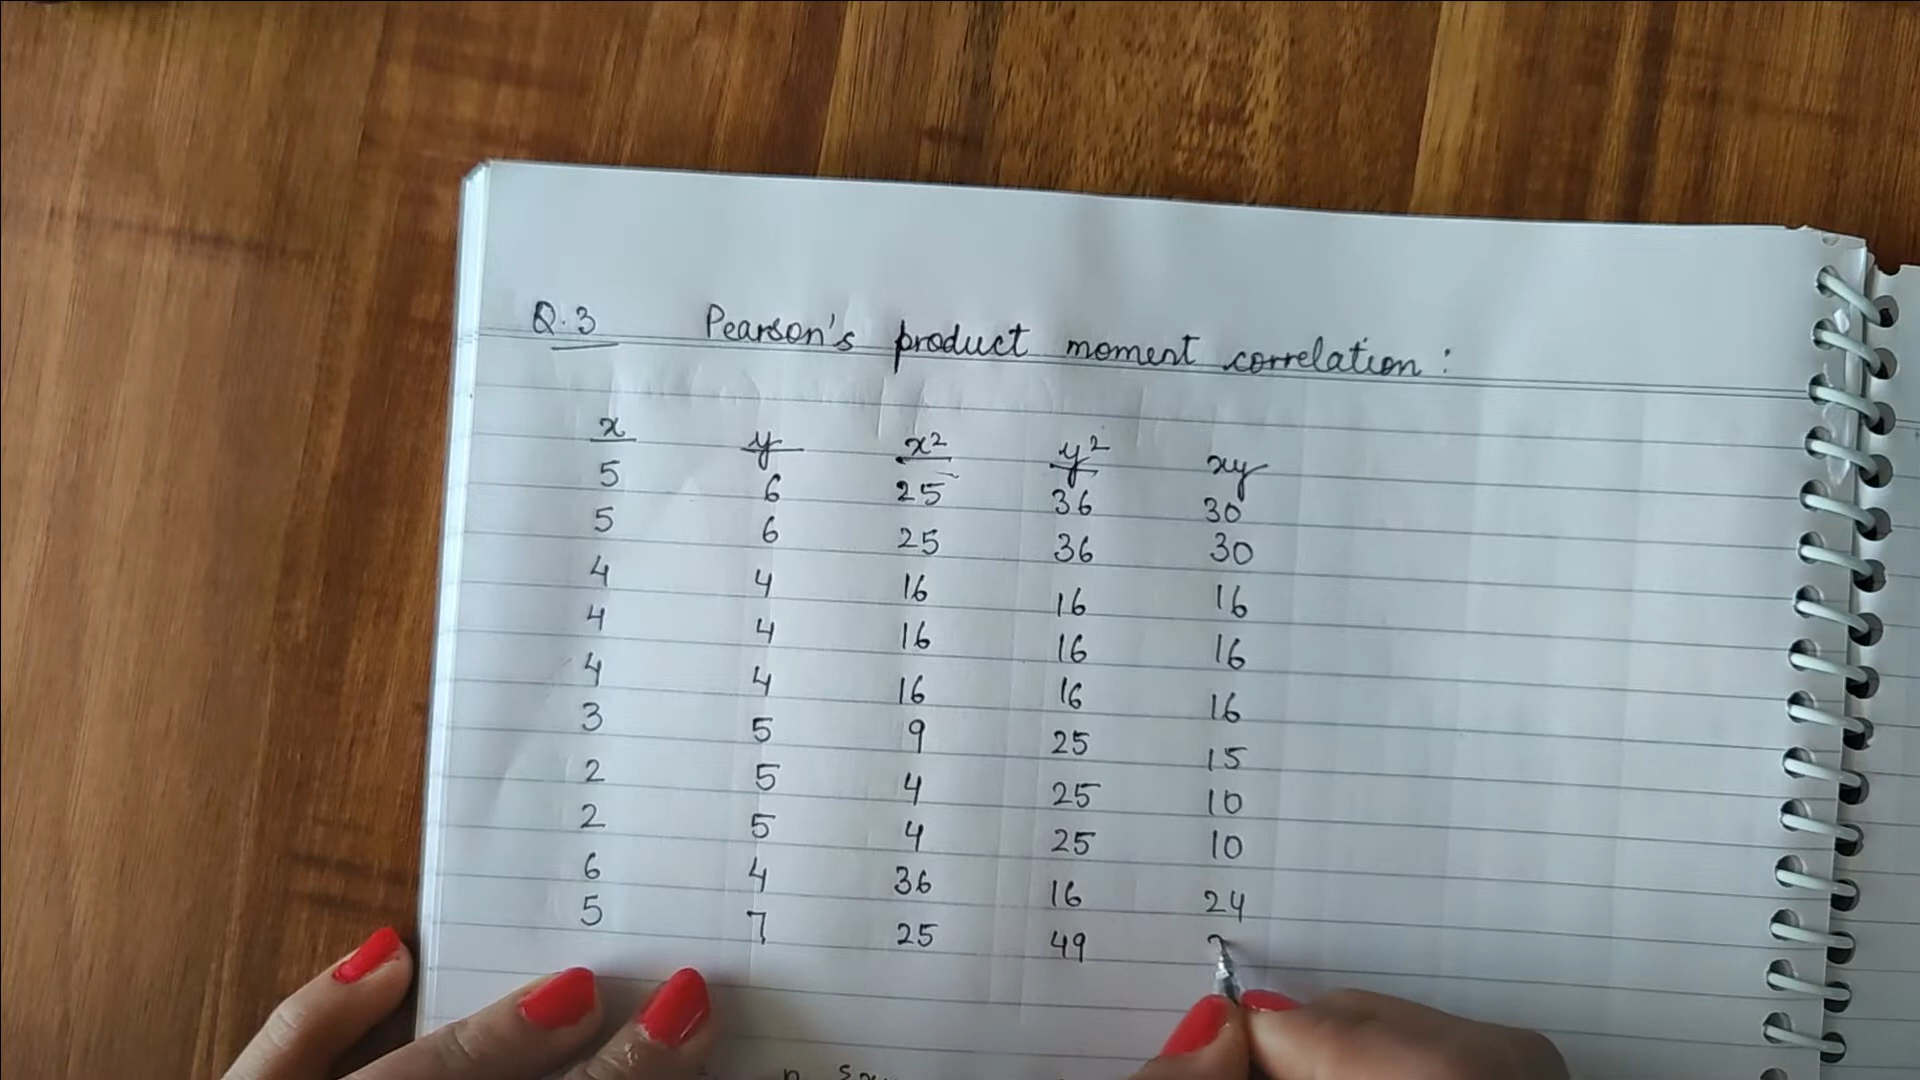 Q.3 Pearson's product moment correlation :
x y x² y² xy
5 6 25 36 30
5 6 25 36 30
4 4 16 16 16
4 4 16 16 16
4 4 16 16 16
3 5 9 25 15
2 5 4 25 10
2 5 4 25 10
6 4 36 16 24
5 7 25 49